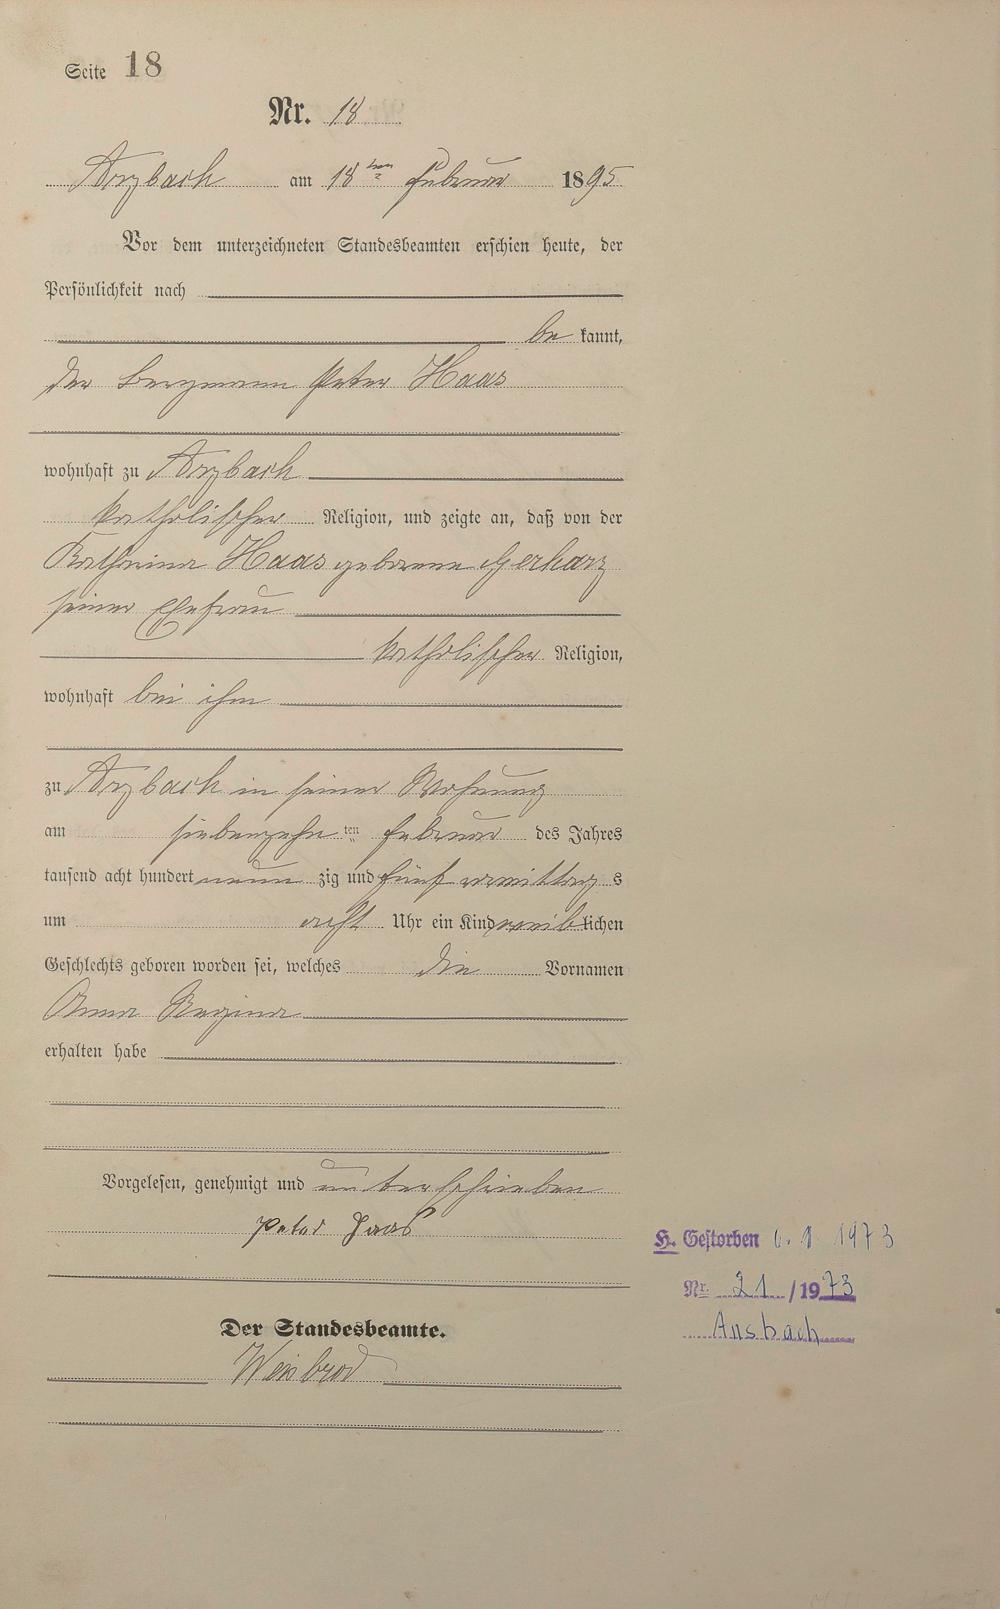 Seite 18
Nr. 18
Arzbach am 18ten Februar 1895
Vor dem unterzeichneten Standesbeamten erschien heute, der
Persönlichkeit nach
bekannt,
der Bergmann Peter Haas
wohnhaft zu Arzbach
katholischer Religion, und zeigte an, daß von der
Katharina Haas geborene Gerharz
seiner Ehefrau
katholischer Religion,
wohnhaft bei ihm
zu Arzbach in seiner Wohnung
am siebenzehnten Februar des Jahres
tausend acht hundert neunzig und fünf vormittags
um acht Uhr ein Kind weiblichen
Geschlechts geboren worden sei, welches die Vornamen
Anna Regina
erhalten habe
Vorgelesen, genehmigt und unterschrieben
Peter Haas
H. Gestorben 6. 1 1973
Nr. 21/1973
Ansbach
Der Standesbeamte.
Weisbrod